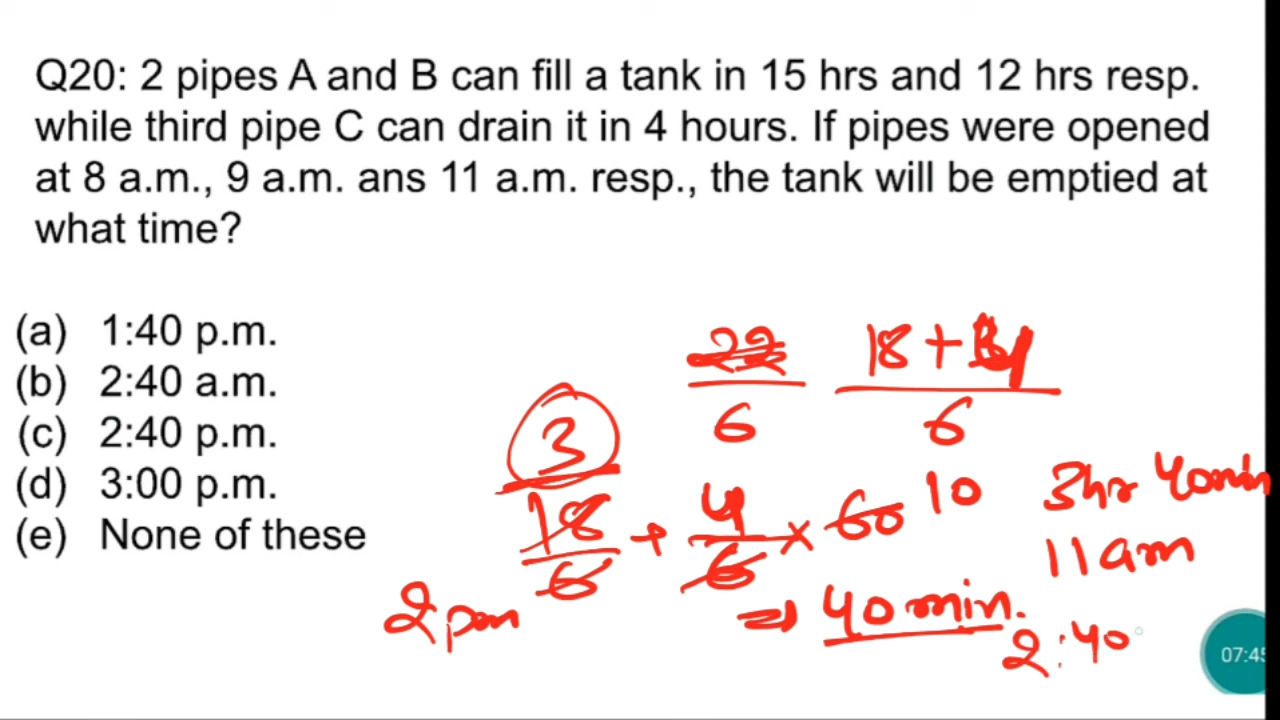 Q20: 2 pipes A and B can fill a tank in 15 hrs and 12 hrs resp.
while third pipe C can drain it in 4 hours. If pipes were opened
at 8 a.m., 9 a.m. ans 11 a.m. resp., the tank will be emptied at
what time?
(a) 1:40 p.m.
(b) 2:40 a.m.
(c) 2:40 p.m.
(d) 3:00 p.m.
(e) None of these
22 18 +
6 6
3
18 + 4 × 60 10 3hr 40min
6 6 11am
2pm ⇒ 40 min.
2:40
07:45